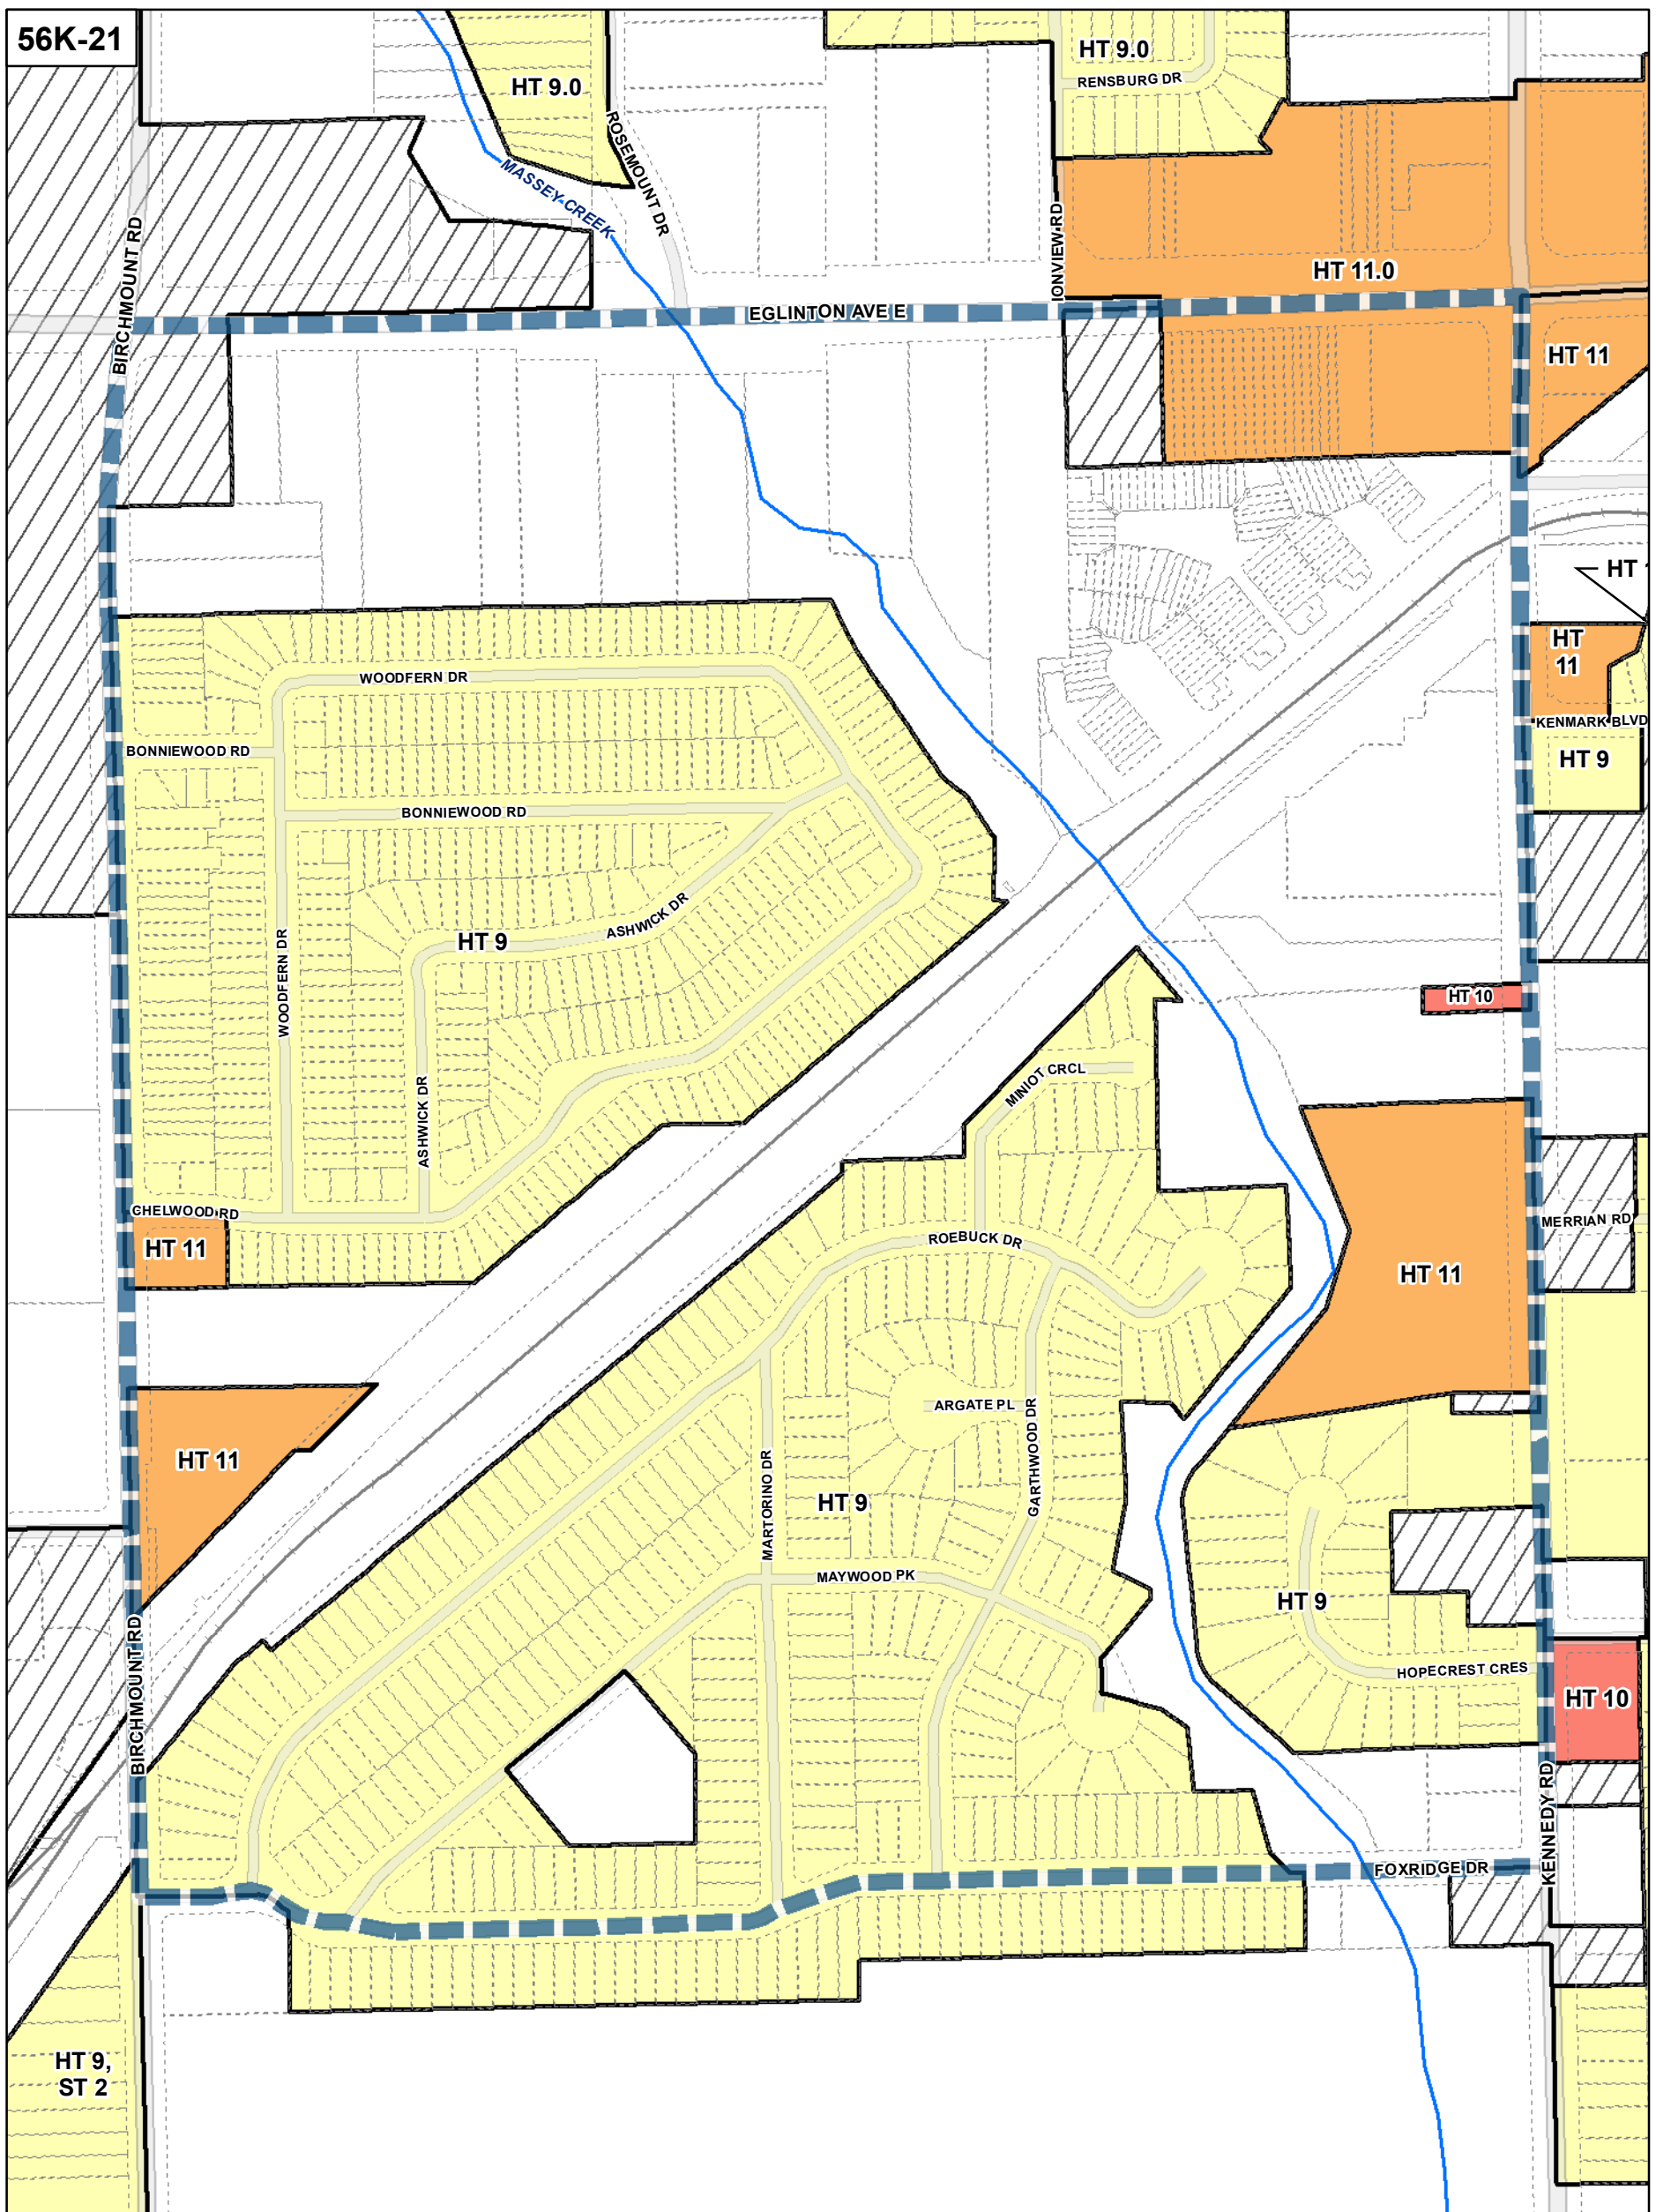 56K-21
HT 9.0
RENSBURG DR
HT 9.0
ROSEMOUNT DR
MASSEY CREEK
BIRCHMOUNT RD
IONVIEW RD
HT 11.0
EGLINTON AVE E
HT 11
HT
HT
11
WOODFERN DR
KENMARK BLVD
BONNIEWOOD RD
HT 9
BONNIEWOOD RD
ASHWICK DR
HT 9
WOODFERN DR
HT 10
MINIOT CRCL
ASHWICK DR
CHELWOOD RD
MERRIAN RD
HT 11
ROEBUCK DR
HT 11
ARGATE PL
GARTHWOOD DR
HT 11
MARTORINO DR
HT 9
MAYWOOD PK
HT 9
BIRCHMOUNT RD
HOPECREST CRES
HT 10
KENNEDY RD
FOXRIDGE DR
HT 9,
ST 2